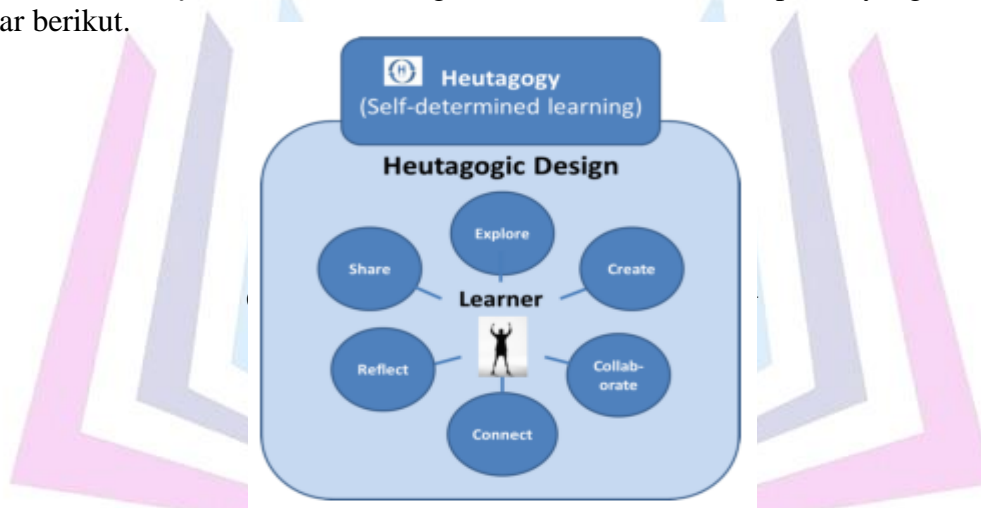 ar berikut.
H
Heutagogy
(Self-determined learning)
Heutagogic Design
Explore
Share
Create
Learner
Reflect
Collab-
orate
Connect